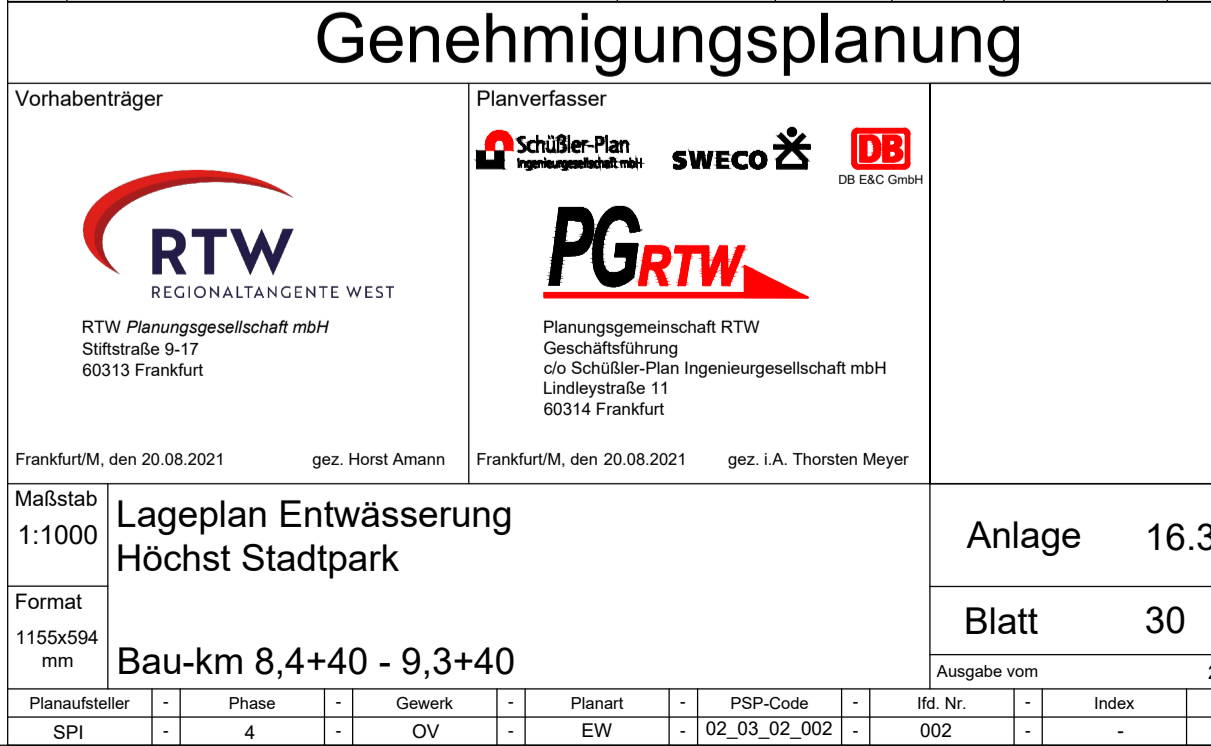 Genehmigungsplanung
Vorhabenträger
RTW
REGIONALTANGENTE WEST
RTW Planungsgesellschaft mbH
Stiftstraße 9-17
60313 Frankfurt
Frankfurt/M, den 20.08.2021 gez. Horst Amann
Planverfasser
Schüßler-Plan
Ingenieurgesellschaft mbH
SWECO
DB
DB E&C GmbH
PGRTW
Planungsgemeinschaft RTW
Geschäftsführung
c/o Schüßler-Plan Ingenieurgesellschaft mbH
Lindleystraße 11
60314 Frankfurt
Frankfurt/M, den 20.08.2021 gez. i.A. Thorsten Meyer
Maßstab
1:1000
Lageplan Entwässerung
Höchst Stadtpark
Anlage 16.3
Format
1155x594
mm
Bau-km 8,4+40 - 9,3+40
Blatt 30
Ausgabe vom
Planaufsteller - Phase - Gewerk - Planart - PSP-Code - lfd. Nr. - Index
SPI - 4 - OV - EW - 02_03_02_002 - 002 - -